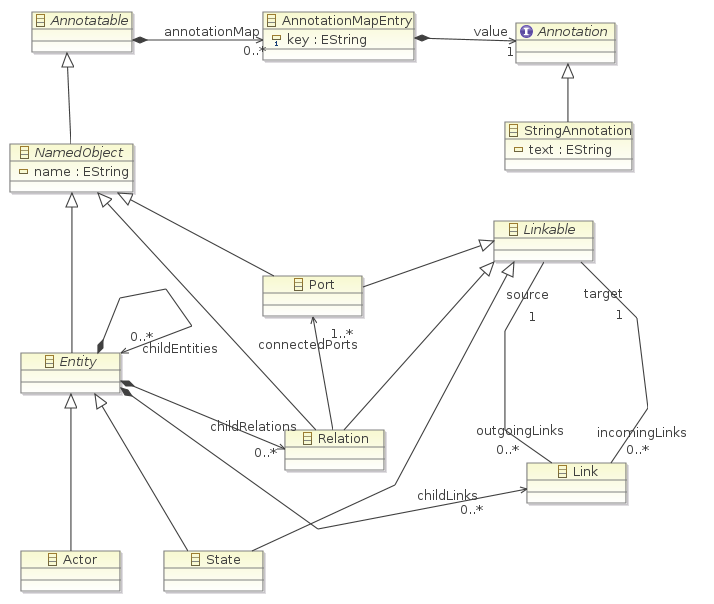 Annotatable
annotationMap
0..*
AnnotationMapEntry
key : EString
value
1
Annotation
StringAnnotation
text : EString
NamedObject
name : EString
Linkable
Port
source
1
target
1
0..*
childEntities
1..*
connectedPorts
Entity
childRelations
0..*
Relation
outgoingLinks
0..*
incomingLinks
0..*
Link
childLinks
0..*
Actor
State